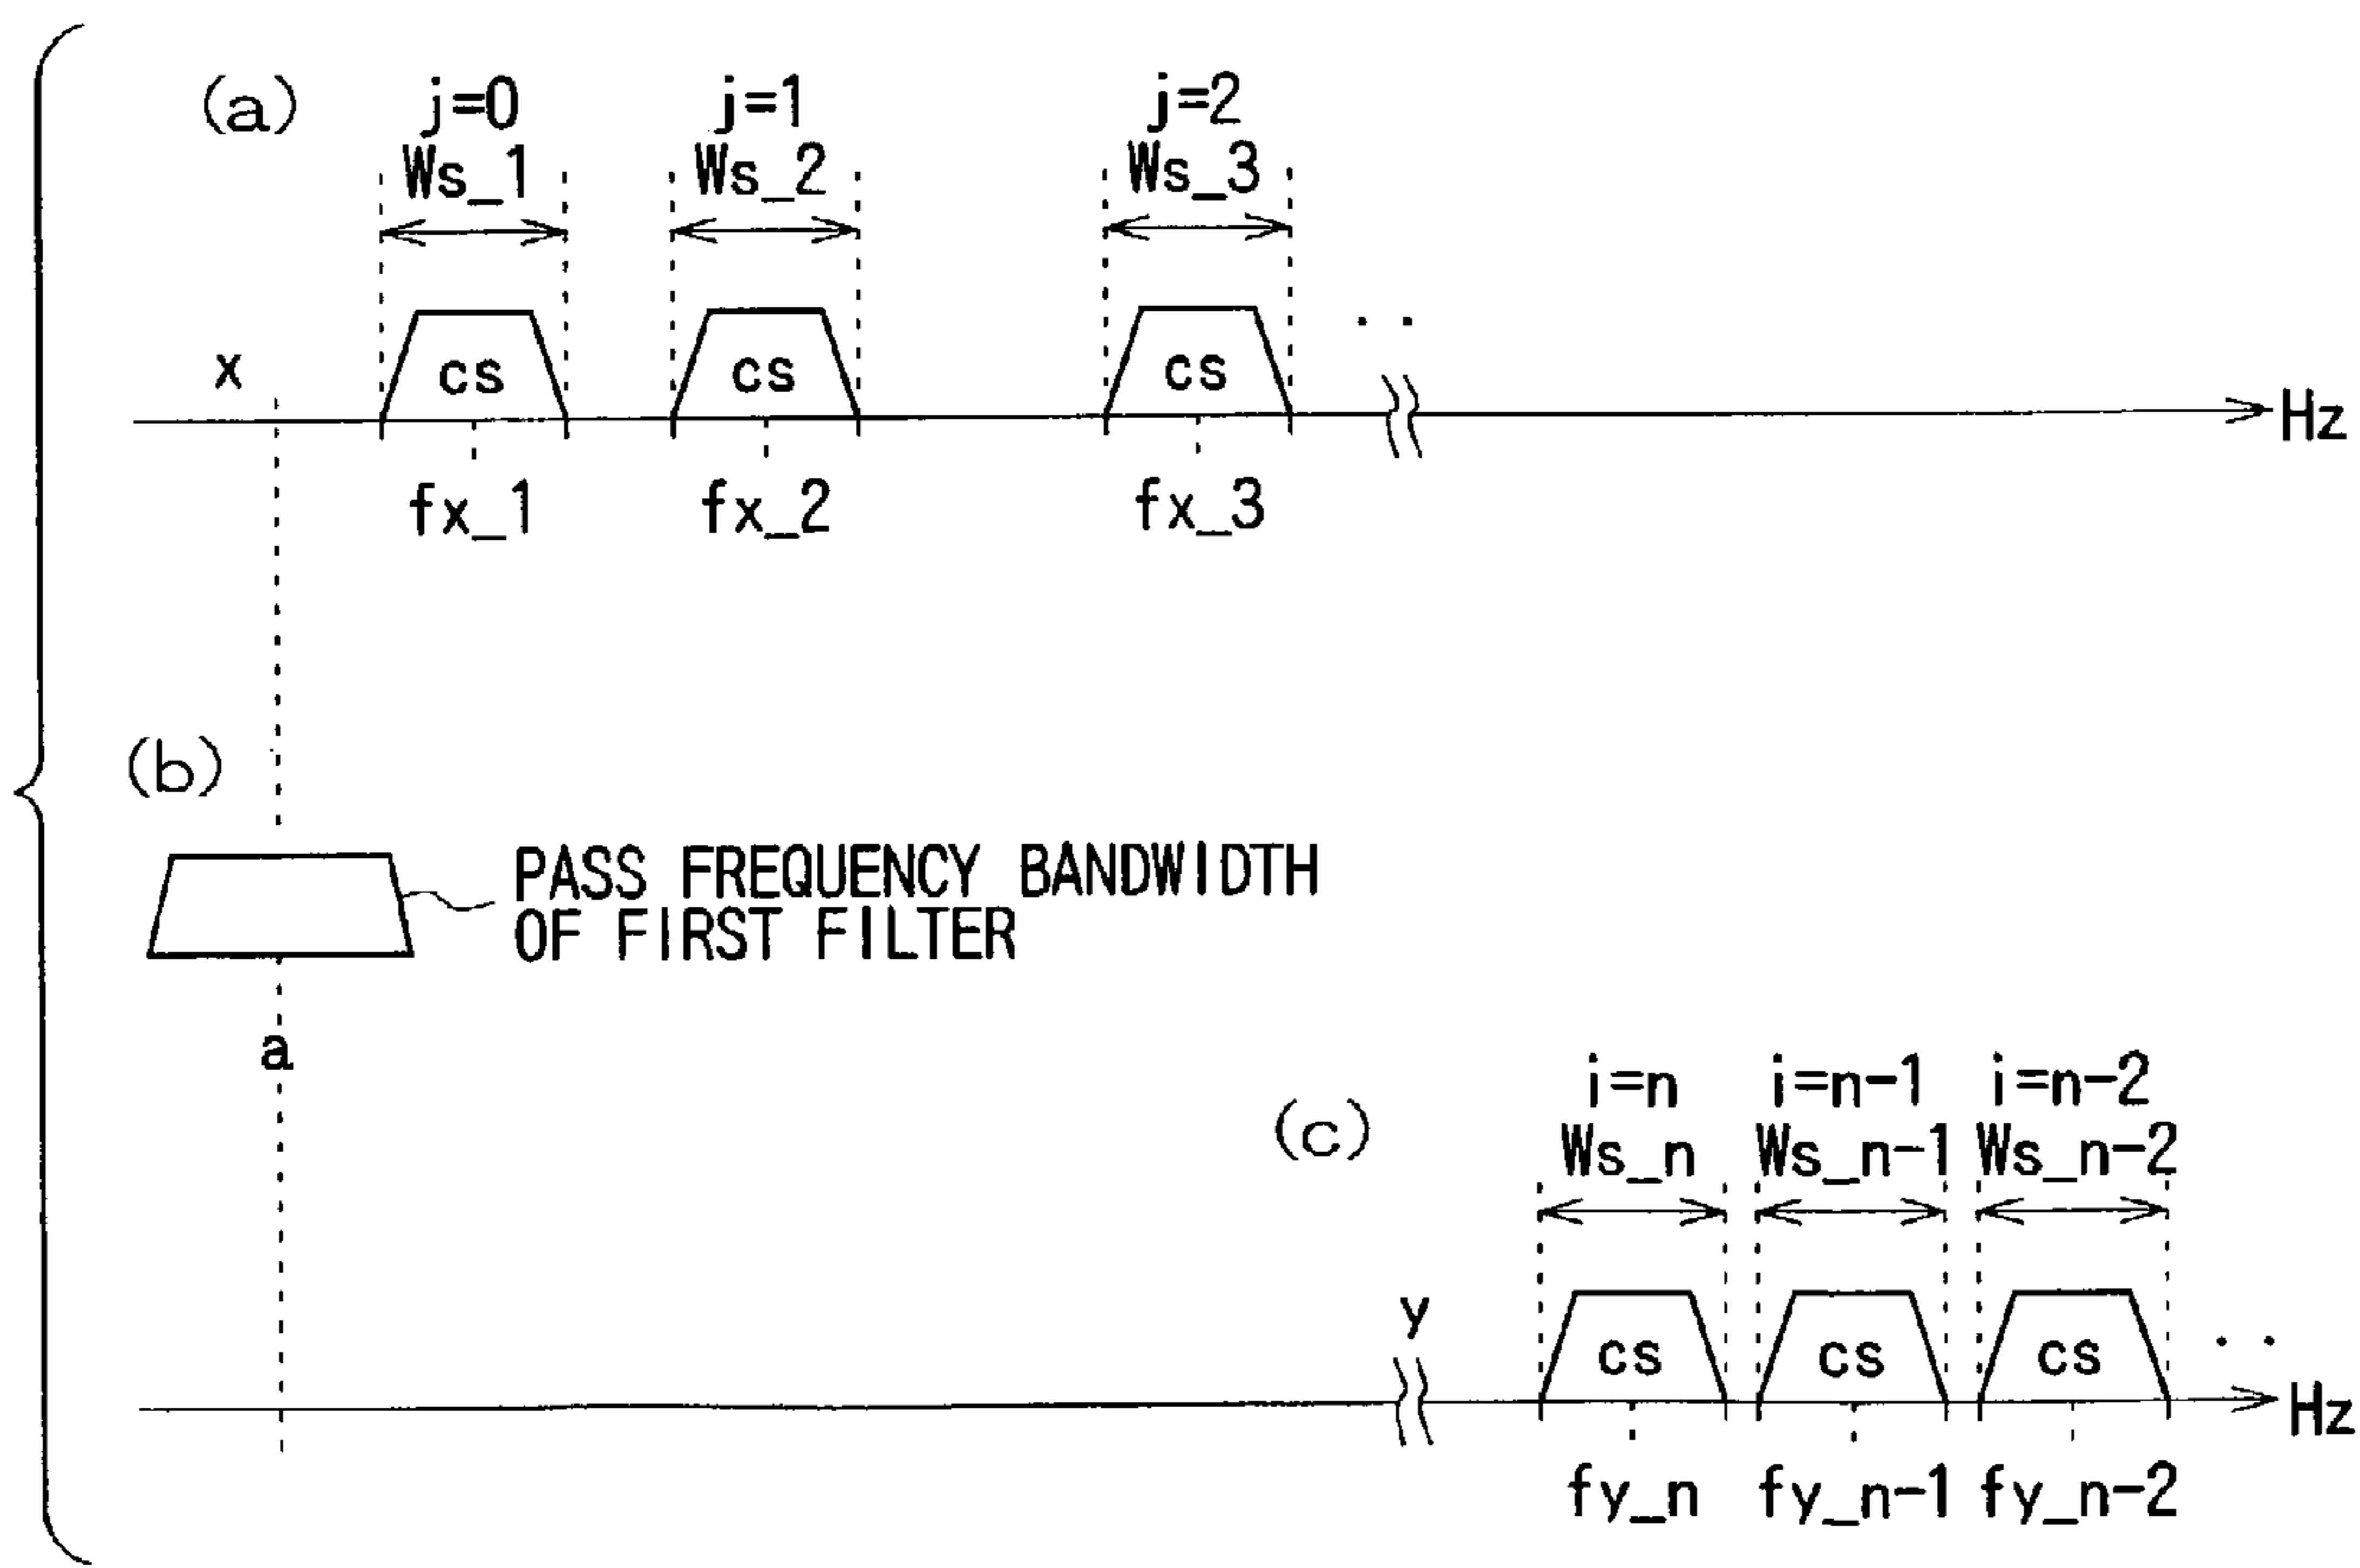 (a)
j=0 j=1 j=2
Ws_1 Ws_2 Ws_3
x cs cs cs ‥
Hz
fx_1 fx_2 fx_3
(b)
PASS FREQUENCY BANDWIDTH
OF FIRST FILTER
a
(c)
i=n i=n-1 i=n-2
Ws_n Ws_n-1 Ws_n-2
y cs cs cs ‥
Hz
fy_n fy_n-1 fy_n-2